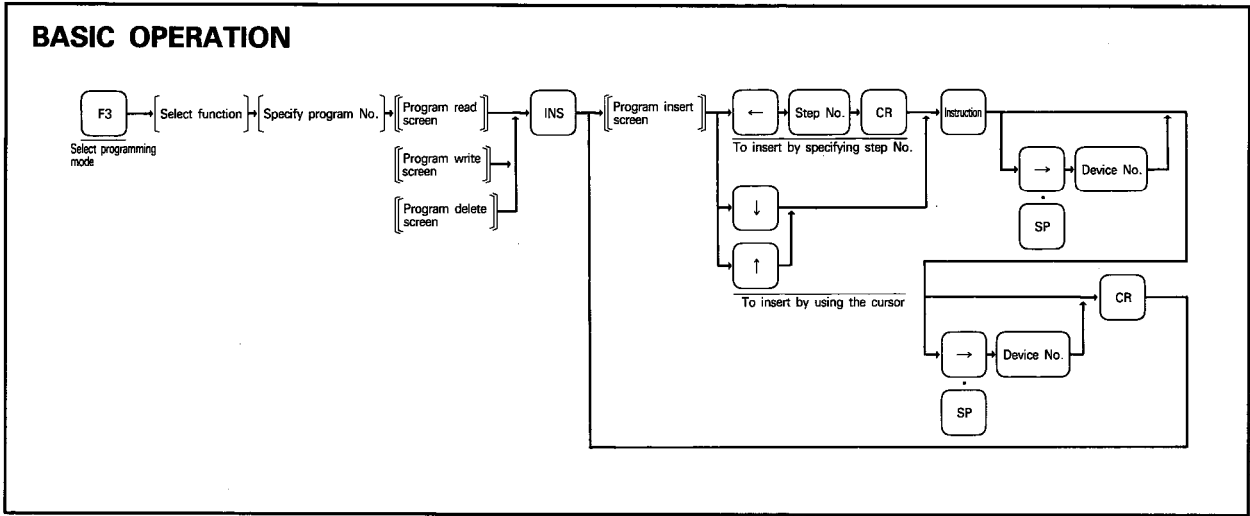 BASIC OPERATION
F3
Select programming
mode
Select function
Specify program No.
Program read
screen
Program write
screen
Program delete
screen
INS
Program insert
screen
←
Step No.
CR
To insert by specifying step No.
↓
↑
To insert by using the cursor
Instruction
→
Device No.
SP
→
Device No.
SP
CR